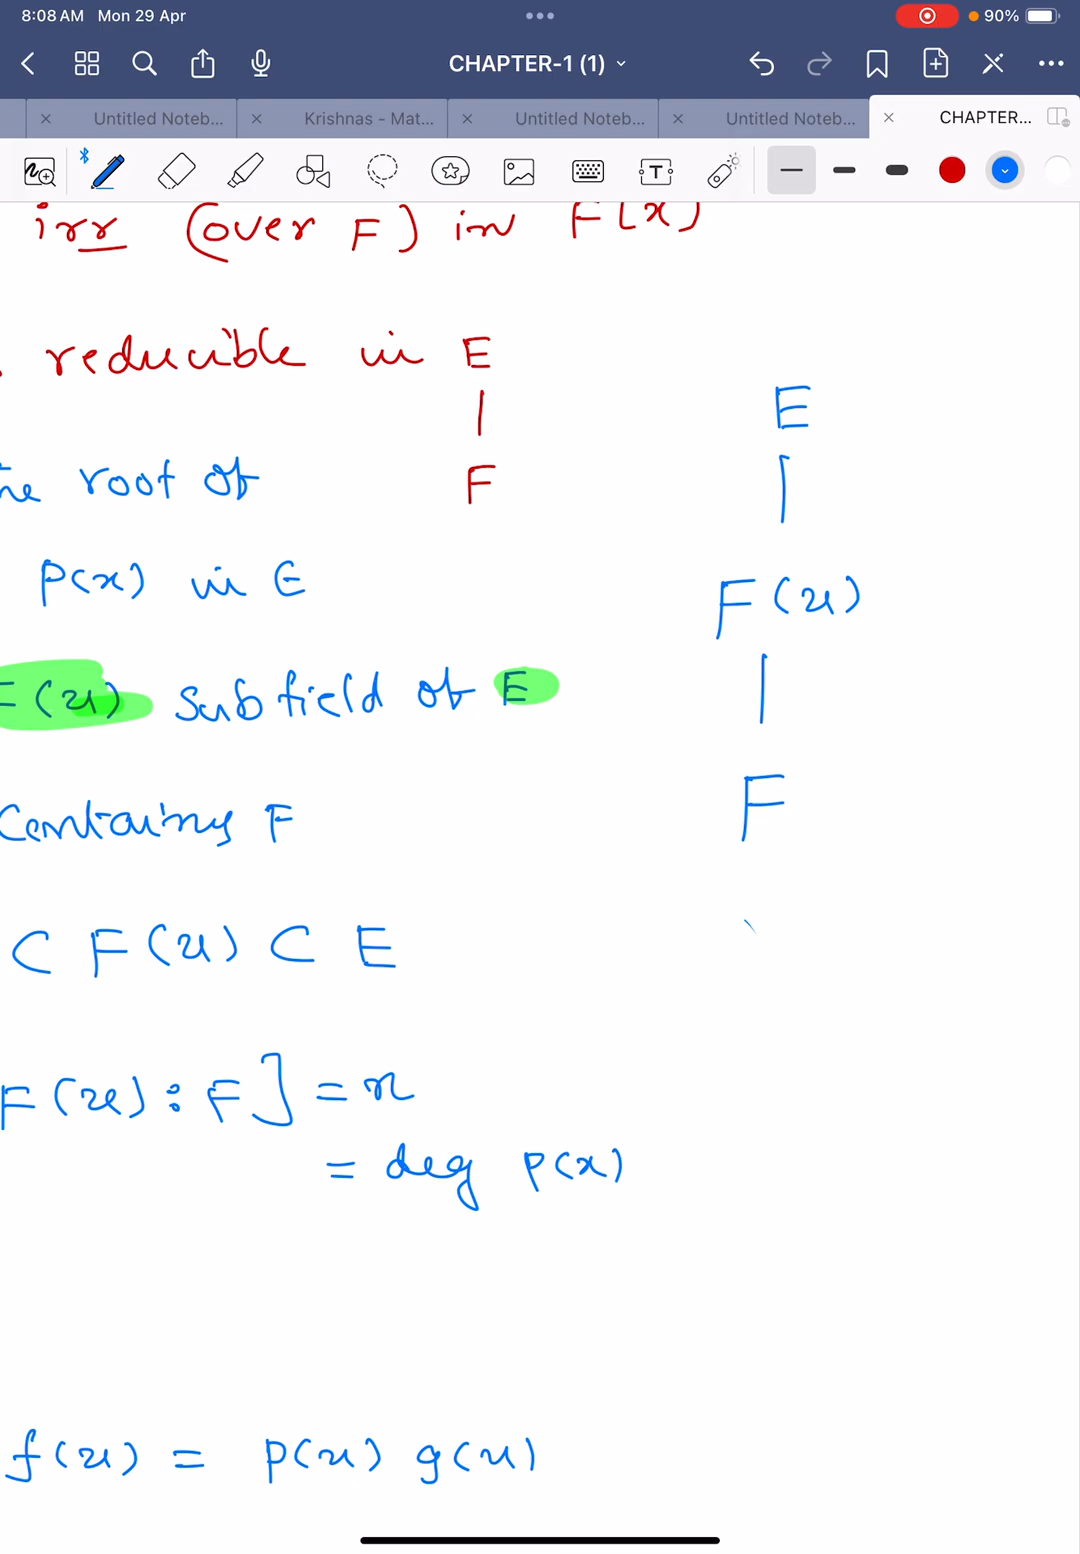 8:08 AM Mon 29 Apr
90%
CHAPTER-1 (1)
Untitled Noteb... Krishnas - Mat... Untitled Noteb... Untitled Noteb... CHAPTER...
T
irr (over F) in F[x]
reducible in E
|
F
root of
P(x) in E
F(u) subfield of E
Containing F
⊂ F(u) ⊂ E
F(u) : F] = n
= deg P(x)
f(u) = p(u) g(u)
E
|
F(u)
|
F